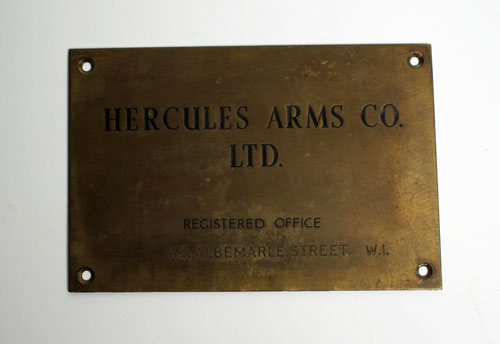 HERCULES ARMS CO.
LTD.
REGISTERED OFFICE
ALBEMARLE STREET. W.1.